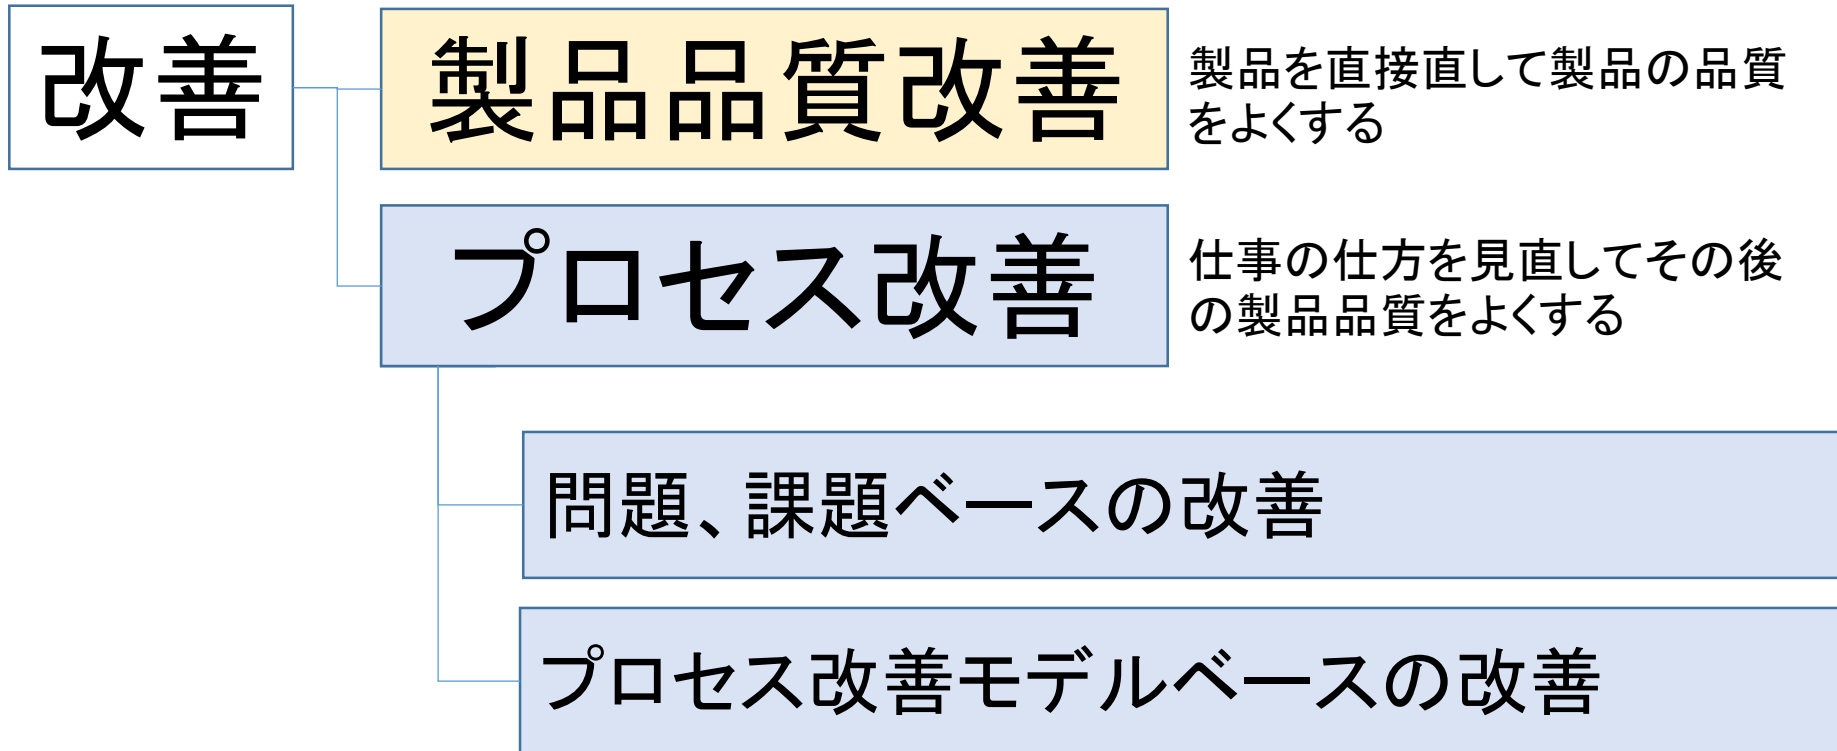 改善
製品品質改善
製品を直接直して製品の品質
をよくする
プロセス改善
仕事の仕方を見直してその後
の製品品質をよくする
問題、課題ベースの改善
プロセス改善モデルベースの改善